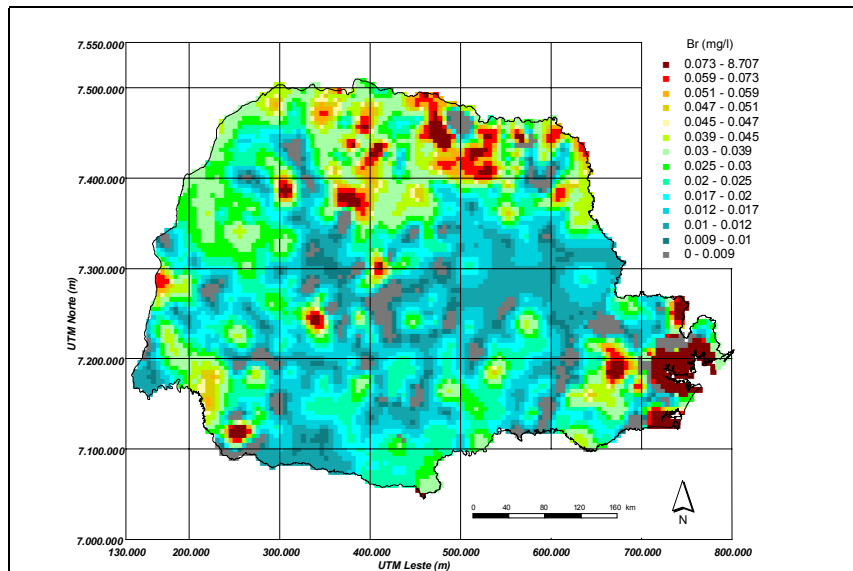 Br (mg/l)
0.073 - 8.707
0.059 - 0.073
0.051 - 0.059
0.047 - 0.051
0.045 - 0.047
0.039 - 0.045
0.03 - 0.039
0.025 - 0.03
0.02 - 0.025
0.017 - 0.02
0.012 - 0.017
0.01 - 0.012
0.009 - 0.01
0 - 0.009
7.550.000
7.500.000
7.400.000
7.300.000
7.200.000
7.100.000
7.000.000
UTM Norte (m)
0 40 80 120 160 km
N
130.000 200.000 300.000 400.000 500.000 600.000 700.000 800.000
UTM Leste (m)